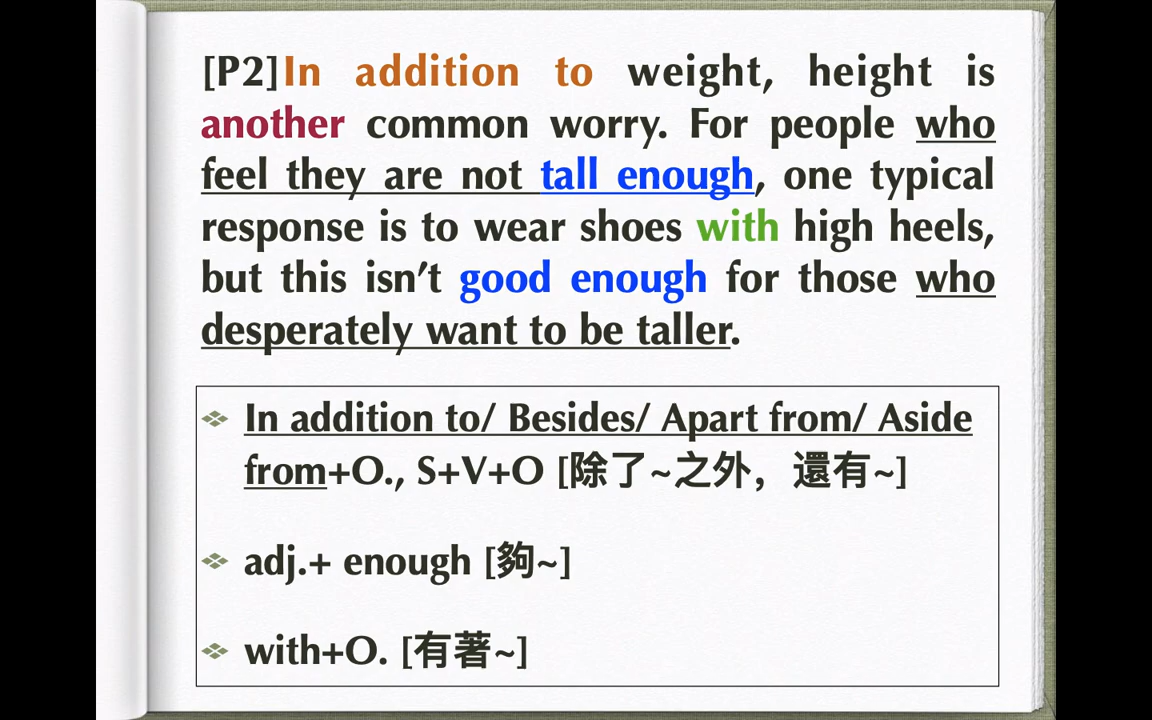 [P2]In addition to weight, height is
another common worry. For people who
feel they are not tall enough, one typical
response is to wear shoes with high heels,
but this isn’t good enough for those who
desperately want to be taller.
In addition to/ Besides/ Apart from/ Aside
from+O., S+V+O [除了~之外，還有~]
adj.+ enough [夠~]
with+O. [有著~]